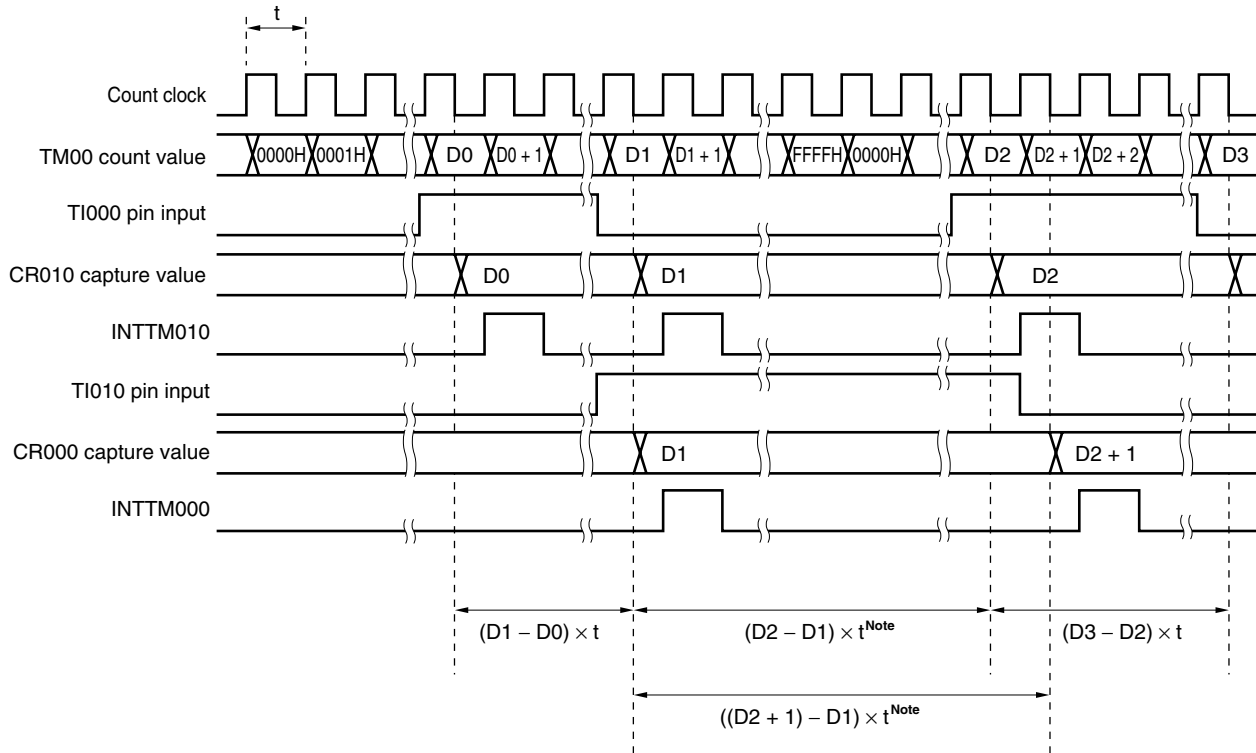 t
Count clock
TM00 count value 0000H 0001H D0 D0 + 1 D1 D1 + 1 FFFFH 0000H D2 D2 + 1 D2 + 2 D3
TI000 pin input
CR010 capture value D0 D1 D2
INTTM010
TI010 pin input
CR000 capture value D1 D2 + 1
INTTM000
(D1 − D0) × t (D2 − D1) × tNote (D3 − D2) × t
((D2 + 1) − D1) × tNote